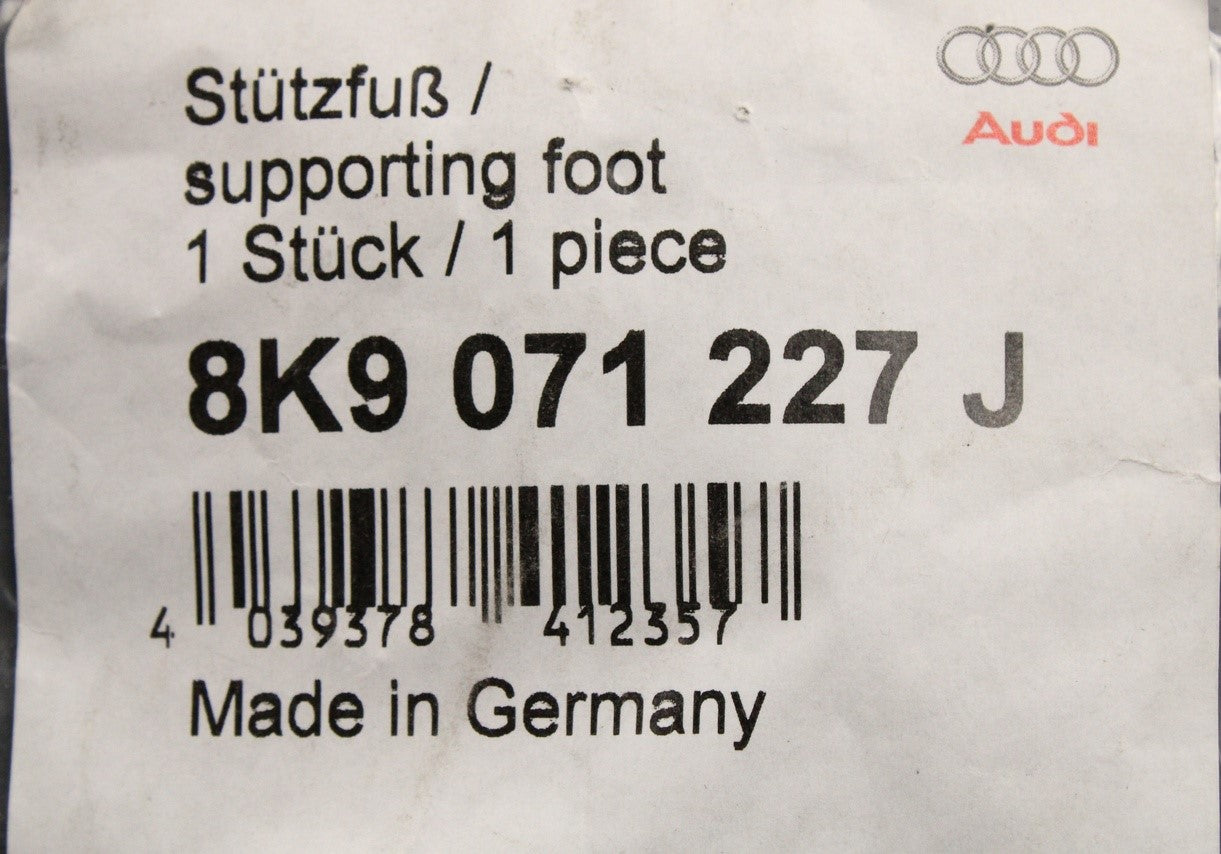 Audi
Stützfuß /
supporting foot
1 Stück / 1 piece
8K9 071 227 J
4 039378 412357
Made in Germany